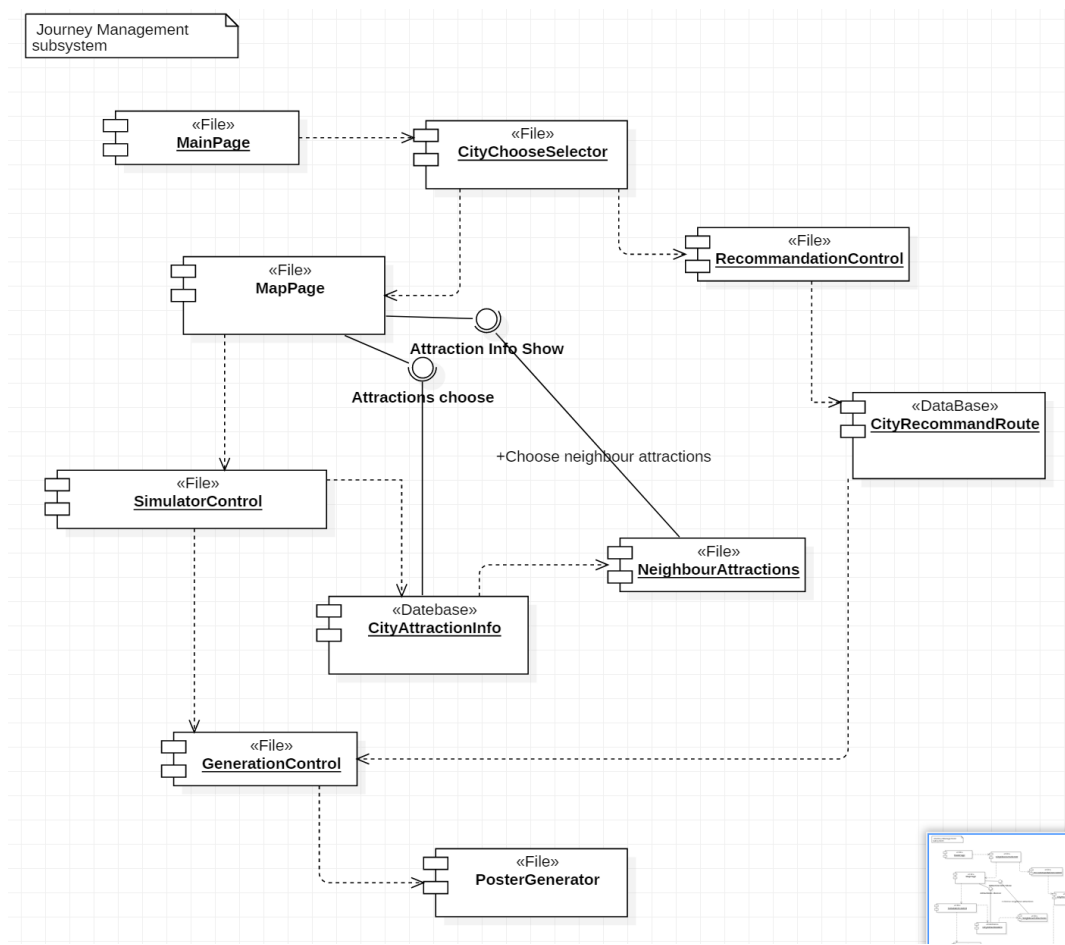 Journey Management
subsystem
«File»
MainPage
«File»
CityChooseSelector
«File»
RecommandationControl
«File»
MapPage
Attraction Info Show
Attractions choose
«DataBase»
CityRecommandRoute
+Choose neighbour attractions
«File»
SimulatorControl
«File»
NeighbourAttractions
«Datebase»
CityAttractionInfo
«File»
GenerationControl
«File»
PosterGenerator